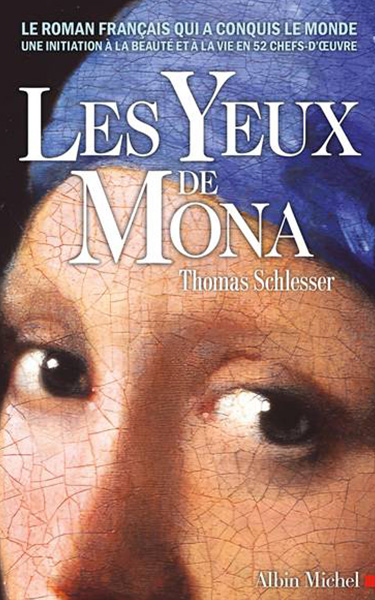 LE ROMAN FRANÇAIS QUI A CONQUIS LE MONDE
UNE INITIATION À LA BEAUTÉ ET À LA VIE EN 52 CHEFS-D'ŒUVRE
LES YEUX
DE
MONA
Thomas Schlesser
Albin Michel